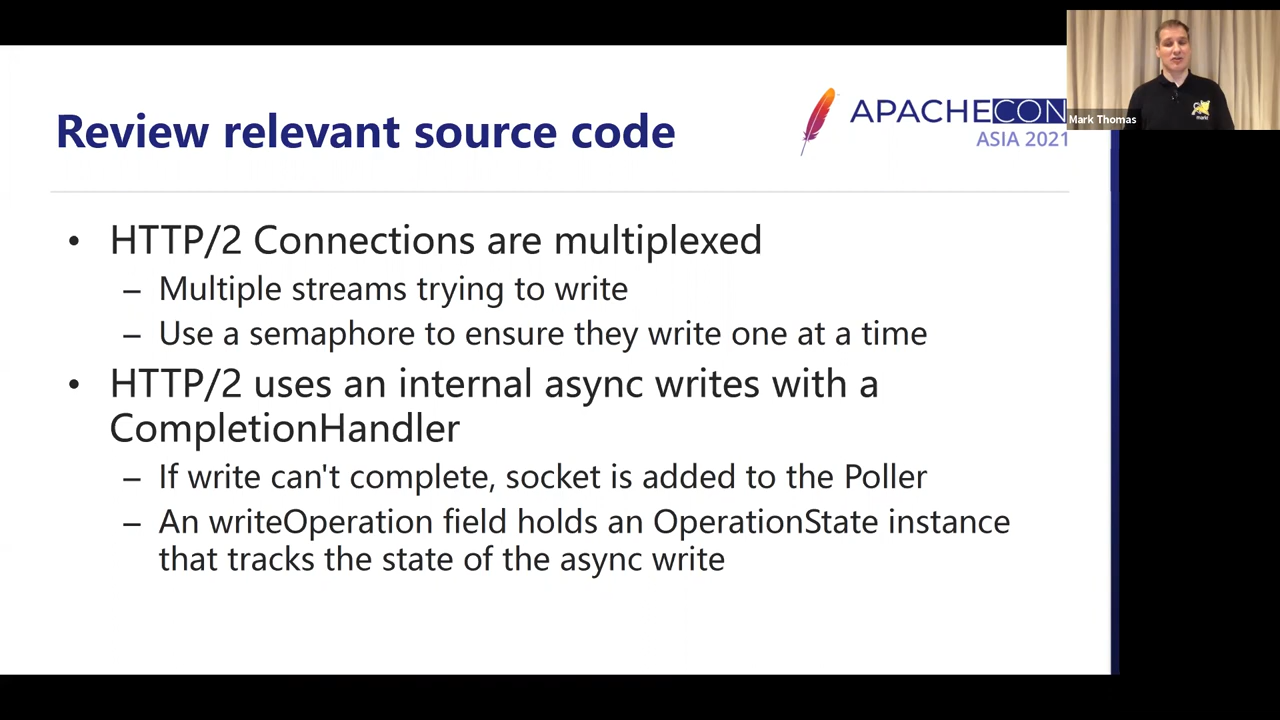 Review relevant source code
APACHECON
ASIA 2021
Mark Thomas
• HTTP/2 Connections are multiplexed
– Multiple streams trying to write
– Use a semaphore to ensure they write one at a time
• HTTP/2 uses an internal async writes with a
CompletionHandler
– If write can't complete, socket is added to the Poller
– An writeOperation field holds an OperationState instance
that tracks the state of the async write